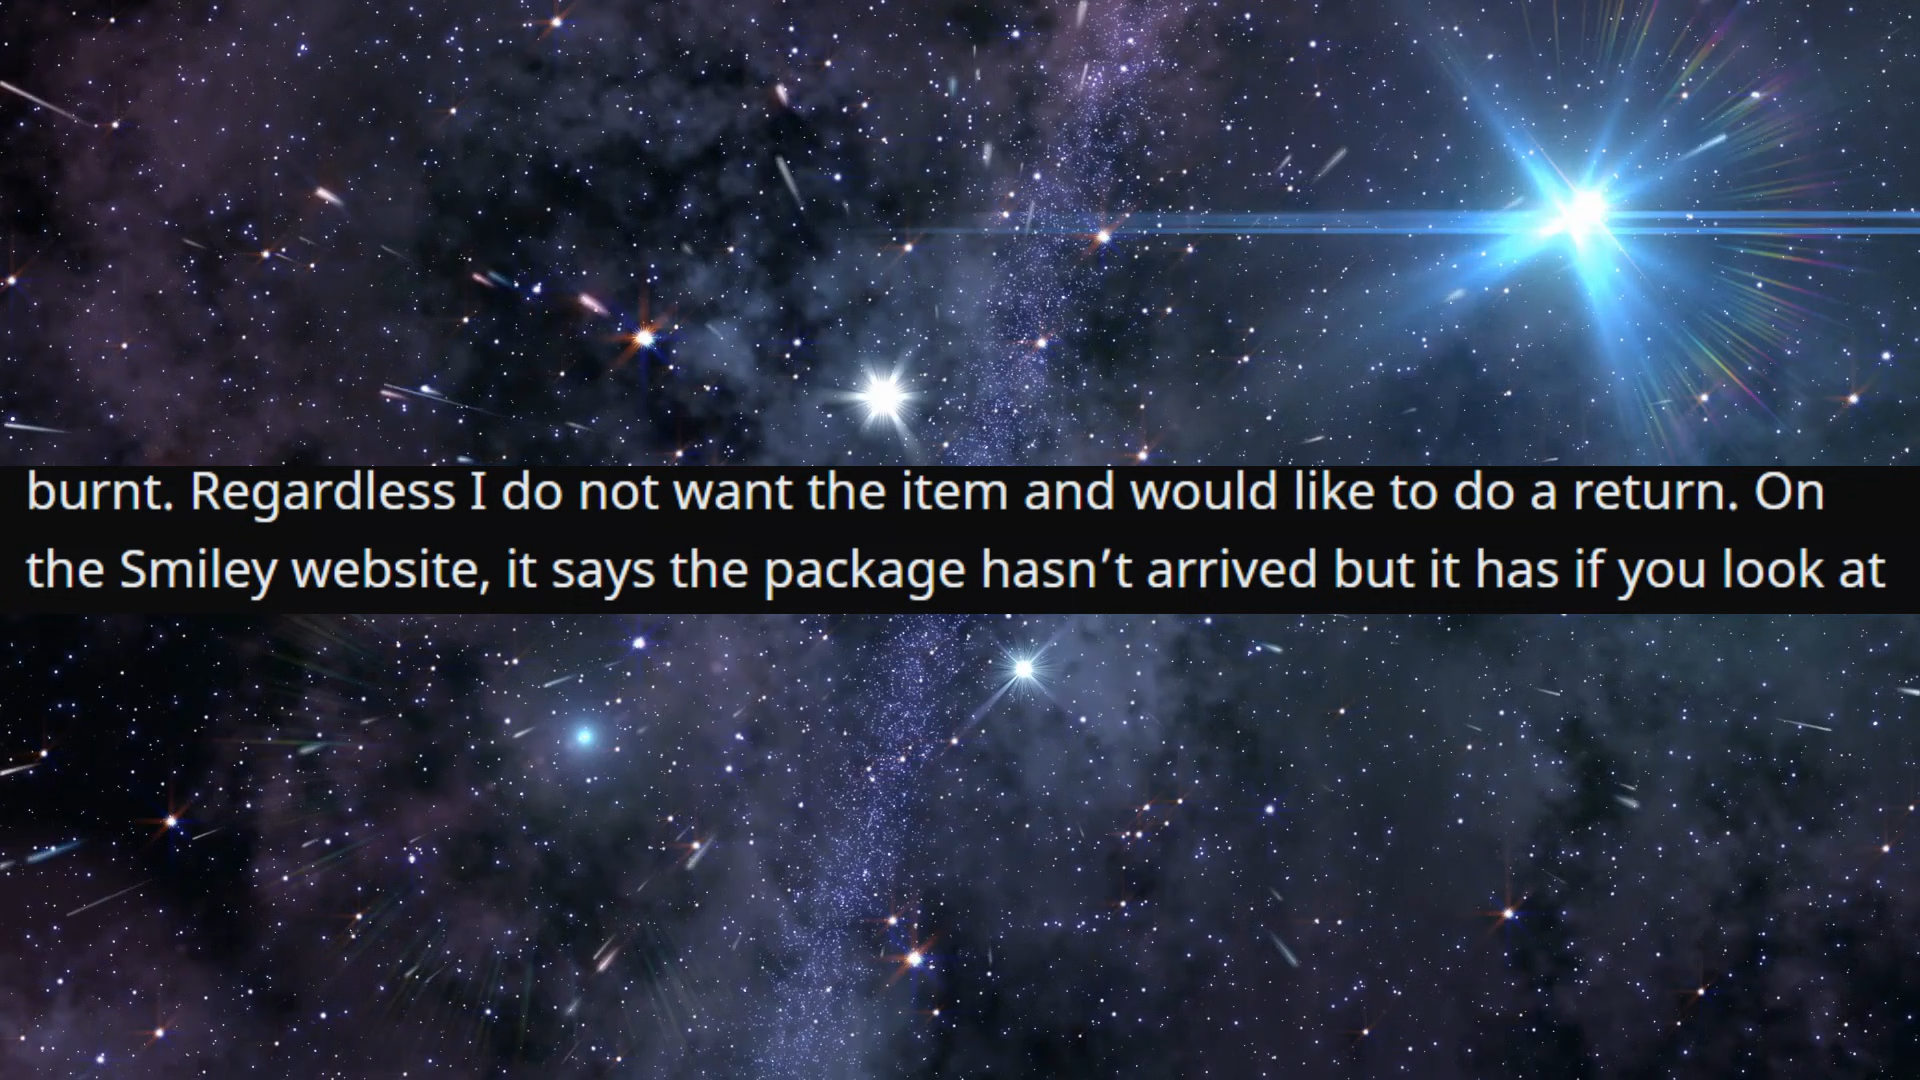 burnt. Regardless I do not want the item and would like to do a return. On
the Smiley website, it says the package hasn’t arrived but it has if you look at